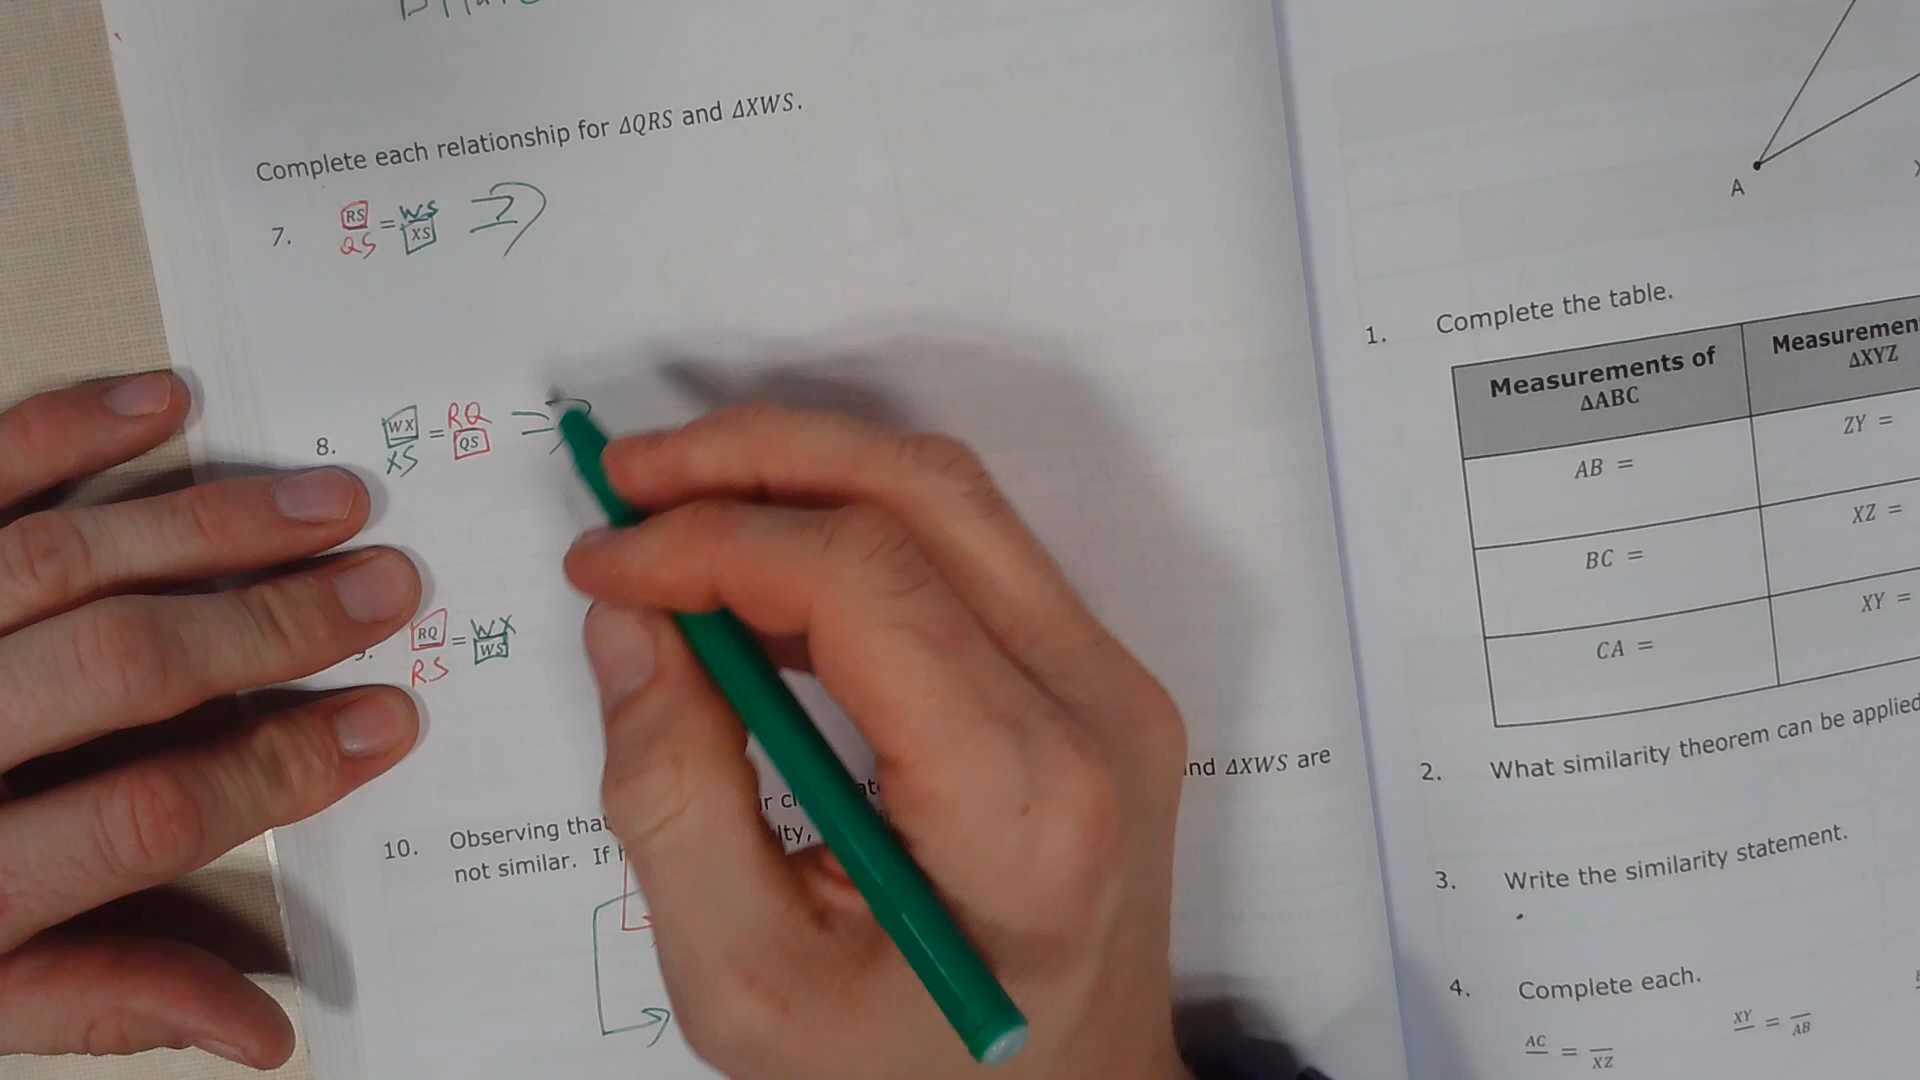 Complete each relationship for ΔQRS and ΔXWS.
7. RS/QS = WS/XS ⇒
8. WX/XS = RQ/QS ⇒
RQ/RS = WX/WS
10. Observing that
nd ΔXWS are
not similar. If
A
1. Complete the table.
Measurements of ΔABC
ΔXYZ
AB =
ZY =
BC =
XZ =
CA =
XY =
2. What similarity theorem can be applied
3. Write the similarity statement.
4. Complete each.
AC/ = /XZ
XY/ = /AB